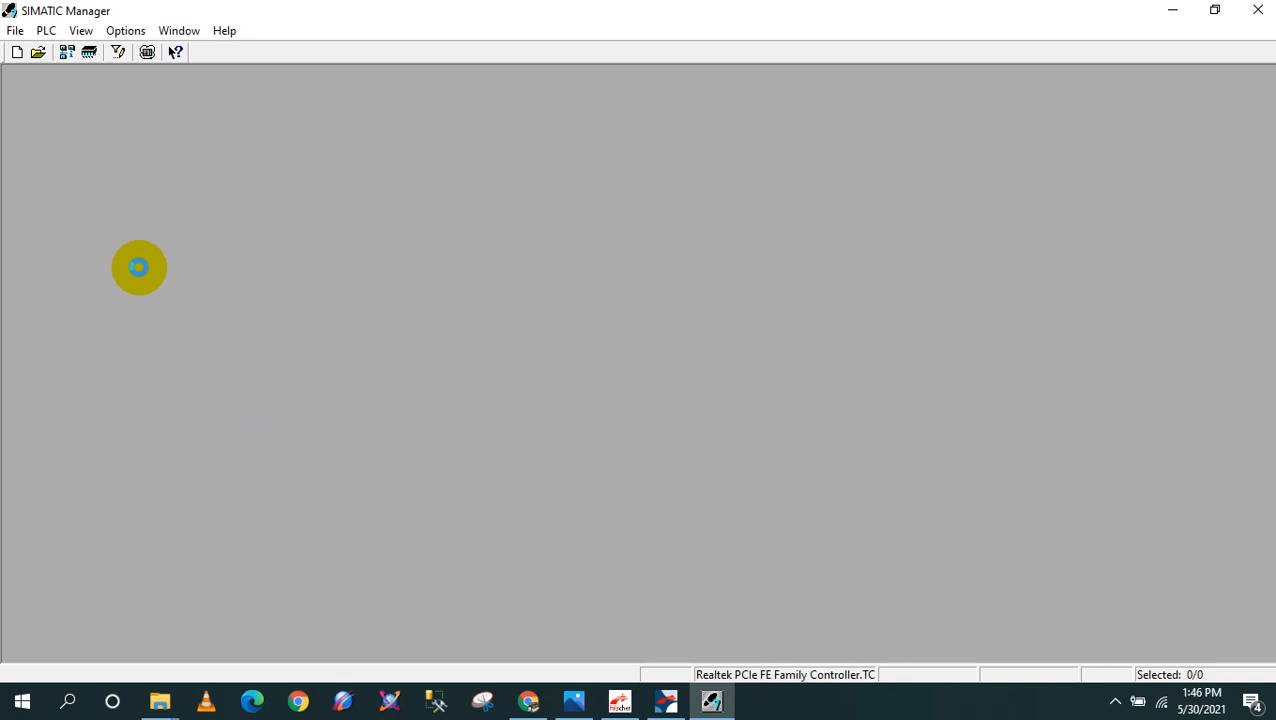 SIMATIC Manager
File PLC View Options Window Help
Realtek PCIe FE Family Controller.TC
Selected: 0/0
1:46 PM
5/30/2021
4